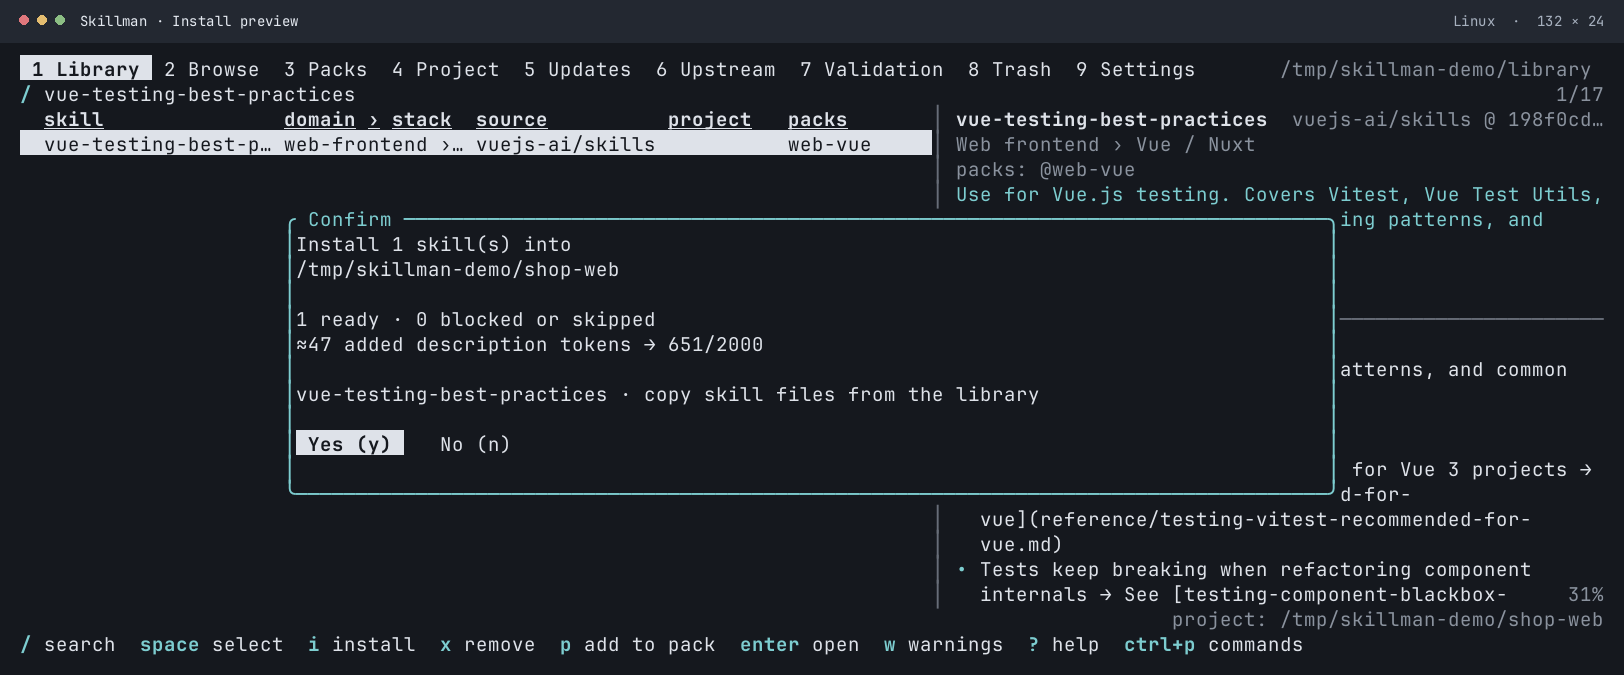 Skillman · Install preview
Linux · 132 × 24
1 Library 2 Browse 3 Packs 4 Project 5 Updates 6 Upstream 7 Validation 8 Trash 9 Settings /tmp/skillman-demo/library
/ vue-testing-best-practices 1/17
skill domain › stack source project packs
vue-testing-best-p… web-frontend ›… vuejs-ai/skills web-vue
vue-testing-best-practices vuejs-ai/skills @ 198f0cd…
Web frontend › Vue / Nuxt
packs: @web-vue
Use for Vue.js testing. Covers Vitest, Vue Test Utils,
ing patterns, and
Confirm
Install 1 skill(s) into
/tmp/skillman-demo/shop-web
1 ready · 0 blocked or skipped
≈47 added description tokens → 651/2000
vue-testing-best-practices · copy skill files from the library
Yes (y) No (n)
atterns, and common
for Vue 3 projects →
d-for-
vue](reference/testing-vitest-recommended-for-
vue.md)
• Tests keep breaking when refactoring component
internals → See [testing-component-blackbox- 31%
project: /tmp/skillman-demo/shop-web
/ search space select i install x remove p add to pack enter open w warnings ? help ctrl+p commands